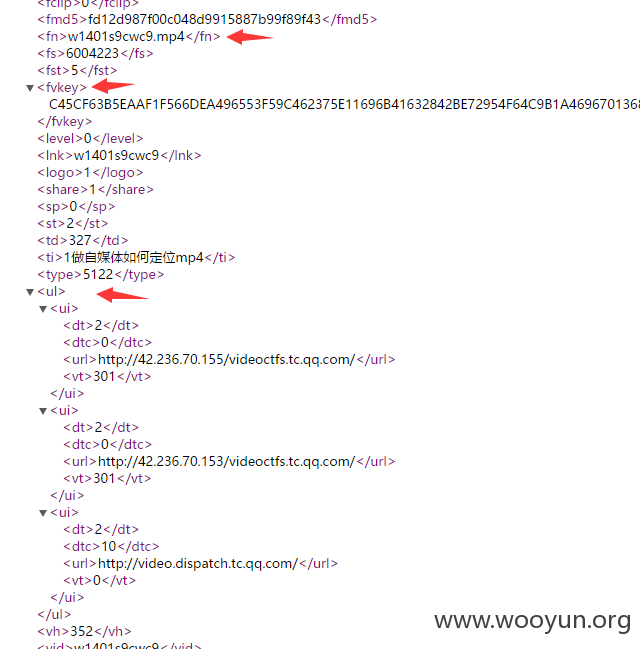 <fclip>0</fclip>
<fmd5>fd12d987f00c048d9915887b99f89f43</fmd5>
<fn>w1401s9cwc9.mp4</fn>
<fs>6004223</fs>
<fst>5</fst>
▼<fvkey>
C45CF63B5EAAF1F566DEA496553F59C462375E11696B41632842BE72954F64C9B1A4696701368
</fvkey>
<level>0</level>
<lnk>w1401s9cwc9</lnk>
<logo>1</logo>
<share>1</share>
<sp>0</sp>
<st>2</st>
<td>327</td>
<ti>1做自媒体如何定位mp4</ti>
<type>5122</type>
▼<ul>
▼<ui>
<dt>2</dt>
<dtc>0</dtc>
<url>http://42.236.70.155/videoctfs.tc.qq.com/</url>
<vt>301</vt>
</ui>
▼<ui>
<dt>2</dt>
<dtc>0</dtc>
<url>http://42.236.70.153/videoctfs.tc.qq.com/</url>
<vt>301</vt>
</ui>
▼<ui>
<dt>2</dt>
<dtc>10</dtc>
<url>http://video.dispatch.tc.qq.com/</url>
<vt>0</vt>
</ui>
</ul>
<vh>352</vh>
<vid>w1401s9cwc9</vid>
www.wooyun.org